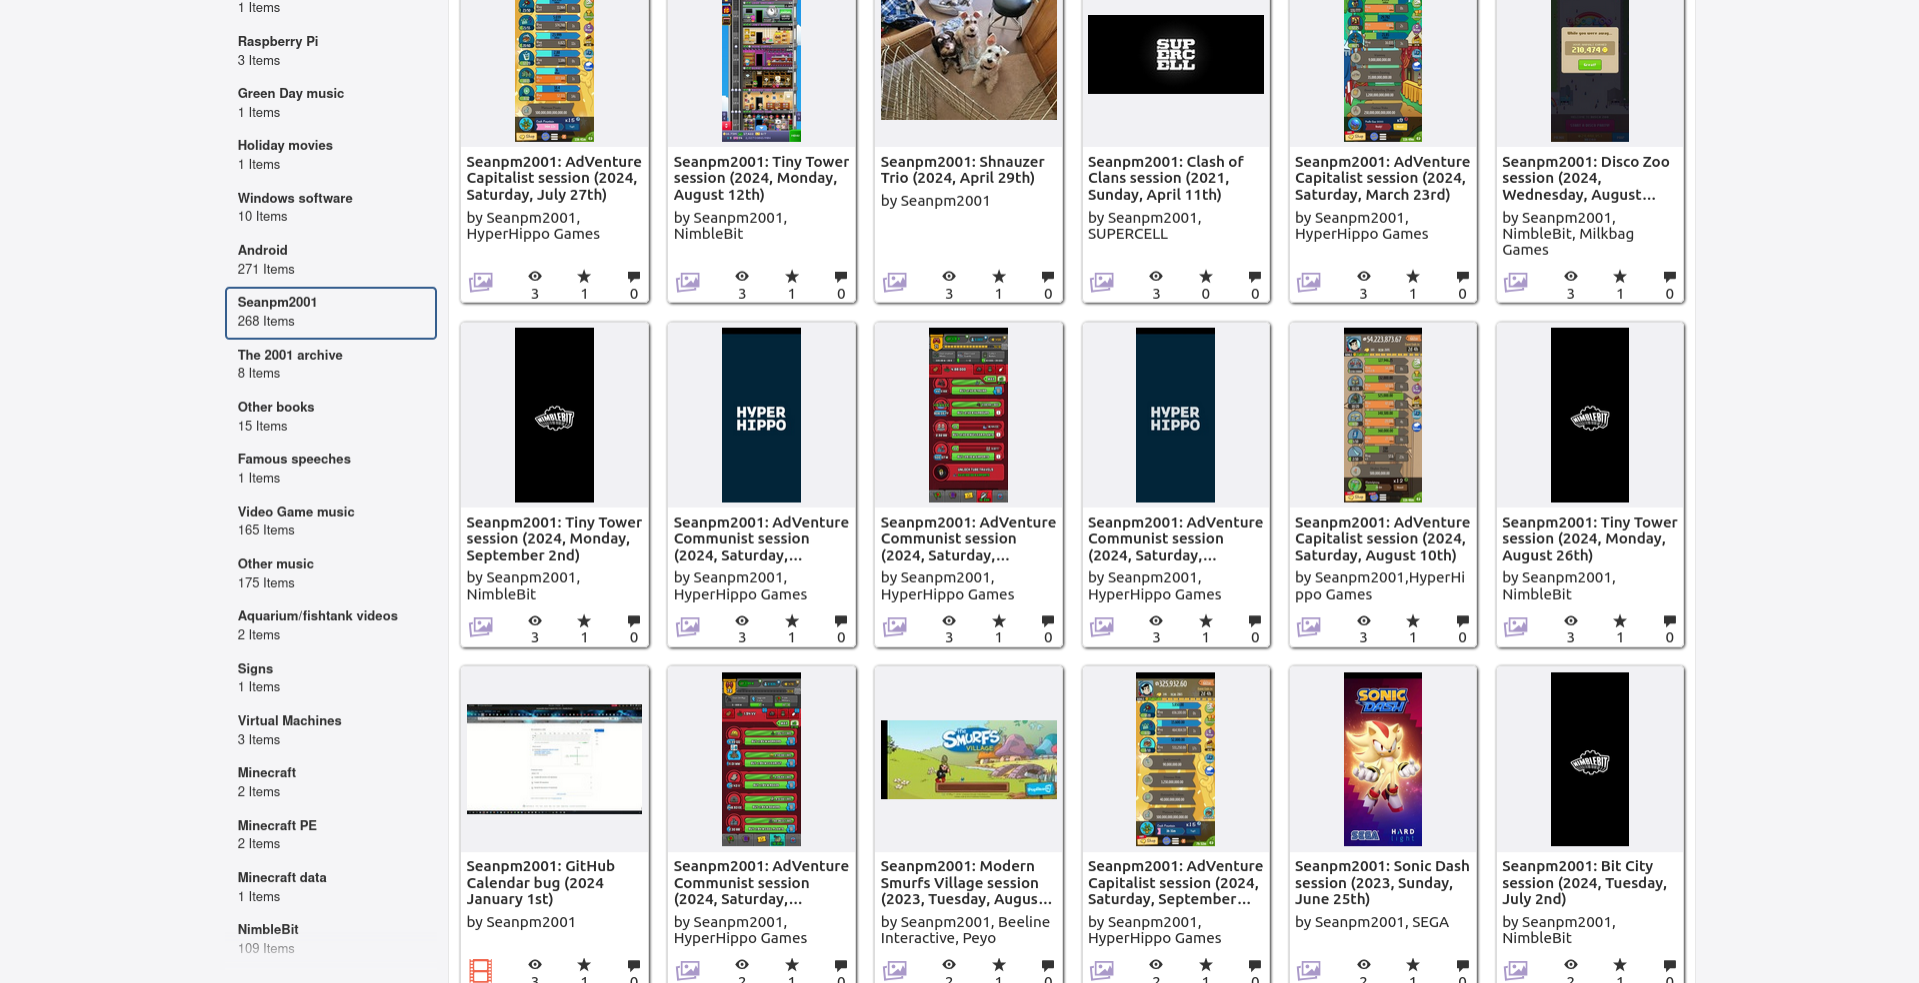 1 Items
Raspberry Pi
3 Items
Green Day music
1 Items
Holiday movies
1 Items
Windows software
10 Items
Android
271 Items
Seanpm2001
268 Items
The 2001 archive
8 Items
Other books
15 Items
Famous speeches
1 Items
Video Game music
165 Items
Other music
175 Items
Aquarium/fishtank videos
2 Items
Signs
1 Items
Virtual Machines
3 Items
Minecraft
2 Items
Minecraft PE
2 Items
Minecraft data
1 Items
NimbleBit
109 Items
Seanpm2001: AdVenture
Capitalist session (2024,
Saturday, July 27th)
by Seanpm2001,
HyperHippo Games
3 1 0
Seanpm2001: Tiny Tower
session (2024, Monday,
August 12th)
by Seanpm2001,
NimbleBit
3 1 0
Seanpm2001: Shnauzer
Trio (2024, April 29th)
by Seanpm2001
3 1 0
SUP
ERC
ELL
Seanpm2001: Clash of
Clans session (2021,
Sunday, April 11th)
by Seanpm2001,
SUPERCELL
3 0 0
Seanpm2001: AdVenture
Capitalist session (2024,
Saturday, March 23rd)
by Seanpm2001,
HyperHippo Games
3 1 0
While you were away...
210,474
Seanpm2001: Disco Zoo
session (2024,
Wednesday, August...
by Seanpm2001,
NimbleBit, Milkbag
Games
3 1 0
NIMBLEBIT
Seanpm2001: Tiny Tower
session (2024, Monday,
September 2nd)
by Seanpm2001,
NimbleBit
3 1 0
HYPER
HIPPO
Seanpm2001: AdVenture
Communist session
(2024, Saturday,...
by Seanpm2001,
HyperHippo Games
3 1 0
Seanpm2001: AdVenture
Communist session
(2024, Saturday,...
by Seanpm2001,
HyperHippo Games
3 1 0
HYPER
HIPPO
Seanpm2001: AdVenture
Communist session
(2024, Saturday,...
by Seanpm2001,
HyperHippo Games
3 1 0
54,223,873.67
Seanpm2001: AdVenture
Capitalist session (2024,
Saturday, August 10th)
by Seanpm2001,HyperHi
ppo Games
3 1 0
NIMBLEBIT
Seanpm2001: Tiny Tower
session (2024, Monday,
August 26th)
by Seanpm2001,
NimbleBit
3 1 0
Seanpm2001: GitHub
Calendar bug (2024
January 1st)
by Seanpm2001
3 1 0
Seanpm2001: AdVenture
Communist session
(2024, Saturday,...
by Seanpm2001,
HyperHippo Games
2 1 0
THE
SMURFS
VILLAGE
Seanpm2001: Modern
Smurfs Village session
(2023, Tuesday, Augus...
by Seanpm2001, Beeline
Interactive, Peyo
2 1 0
325,932.60
Seanpm2001: AdVenture
Capitalist session (2024,
Saturday, September...
by Seanpm2001,
HyperHippo Games
2 1 0
SONIC
DASH
SEGA
HARD
light
Seanpm2001: Sonic Dash
session (2023, Sunday,
June 25th)
by Seanpm2001, SEGA
2 1 0
NIMBLEBIT
Seanpm2001: Bit City
session (2024, Tuesday,
July 2nd)
by Seanpm2001,
NimbleBit
2 1 0